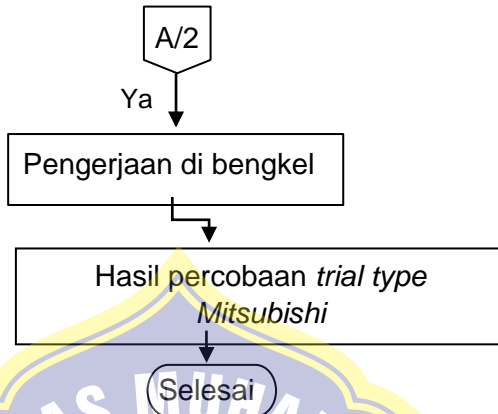 A/2
Ya
Pengerjaan di bengkel
Hasil percobaan trial type
Mitsubishi
Selesai